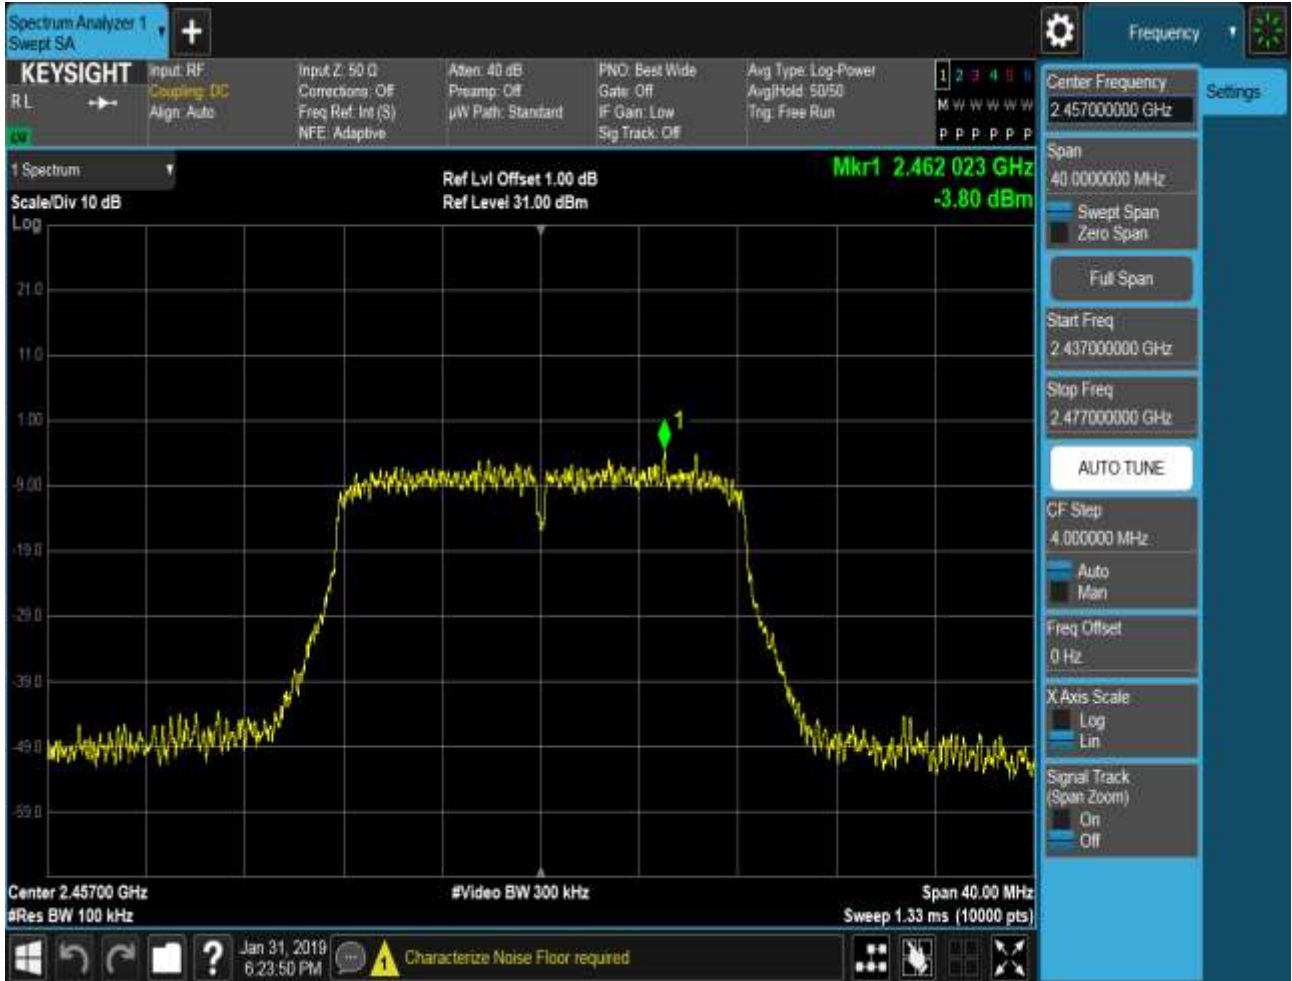 Spectrum Analyzer 1
Swept SA
Frequency
KEYSIGHT
R L
Input: RF
Coupling: DC
Align: Auto
Input Z: 50 Ω
Corrections: Off
Freq Ref: Int (S)
NFE: Adaptive
Atten: 40 dB
Preamp: Off
µW Path: Standard
PNO: Best Wide
Gate: Off
IF Gain: Low
Sig Track: Off
Avg Type: Log-Power
Avg|Hold: 50/50
Trig: Free Run
1 2 3 4 5 6
M W W W W W
P P P P P P
1 Spectrum
Scale/Div 10 dB
Log
Ref Lvl Offset 1.00 dB
Ref Level 31.00 dBm
Mkr1 2.462 023 GHz
-3.80 dBm
21.0
11.0
1.00
-9.00
-19.0
-29.0
-39.0
-49.0
-59.0
1
Center 2.45700 GHz
#Res BW 100 kHz
#Video BW 300 kHz
Span 40.00 MHz
Sweep 1.33 ms (10000 pts)
Center Frequency
2.457000000 GHz
Settings
Span
40.0000000 MHz
Swept Span
Zero Span
Full Span
Start Freq
2.437000000 GHz
Stop Freq
2.477000000 GHz
AUTO TUNE
CF Step
4.000000 MHz
Auto
Man
Freq Offset
0 Hz
X Axis Scale
Log
Lin
Signal Track
(Span Zoom)
On
Off
?
Jan 31, 2019
6:23:50 PM
1
Characterize Noise Floor required